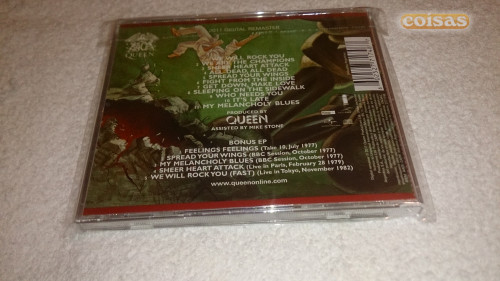 coisas
QUEEN
2011 DIGITAL REMASTER
WE WILL ROCK YOU
WE ARE THE CHAMPIONS
SHEER HEART ATTACK
ALL DEAD, ALL DEAD
SPREAD YOUR WINGS
FIGHT FROM THE INSIDE
GET DOWN, MAKE LOVE
SLEEPING ON THE SIDEWALK
WHO NEEDS YOU
IT'S LATE
MY MELANCHOLY BLUES
PRODUCED BY
QUEEN
ASSISTED BY MIKE STONE
BONUS EP
FEELINGS FEELINGS (Take 10, July 1977)
SPREAD YOUR WINGS (BBC Session, October 1977)
MY MELANCHOLY BLUES (BBC Session, October 1977)
SHEER HEART ATTACK (Live in Paris, February 28 1979)
WE WILL ROCK YOU (FAST) (Live in Tokyo, November 1982)
www.queenonline.com